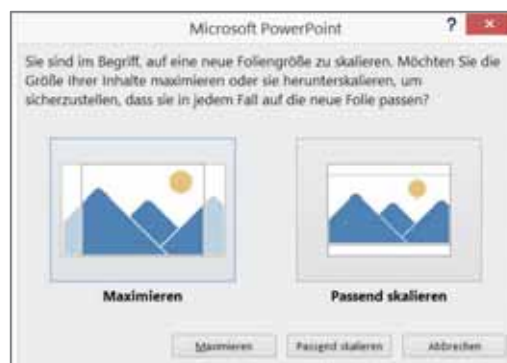 Microsoft PowerPoint
?
×
Sie sind im Begriff, auf eine neue Foliengröße zu skalieren. Möchten Sie die
Größe Ihrer Inhalte maximieren oder sie herunterskalieren, um
sicherzustellen, dass sie in jedem Fall auf die neue Folie passen?
Maximieren
Passend skalieren
Maximieren
Passend skalieren
Abbrechen